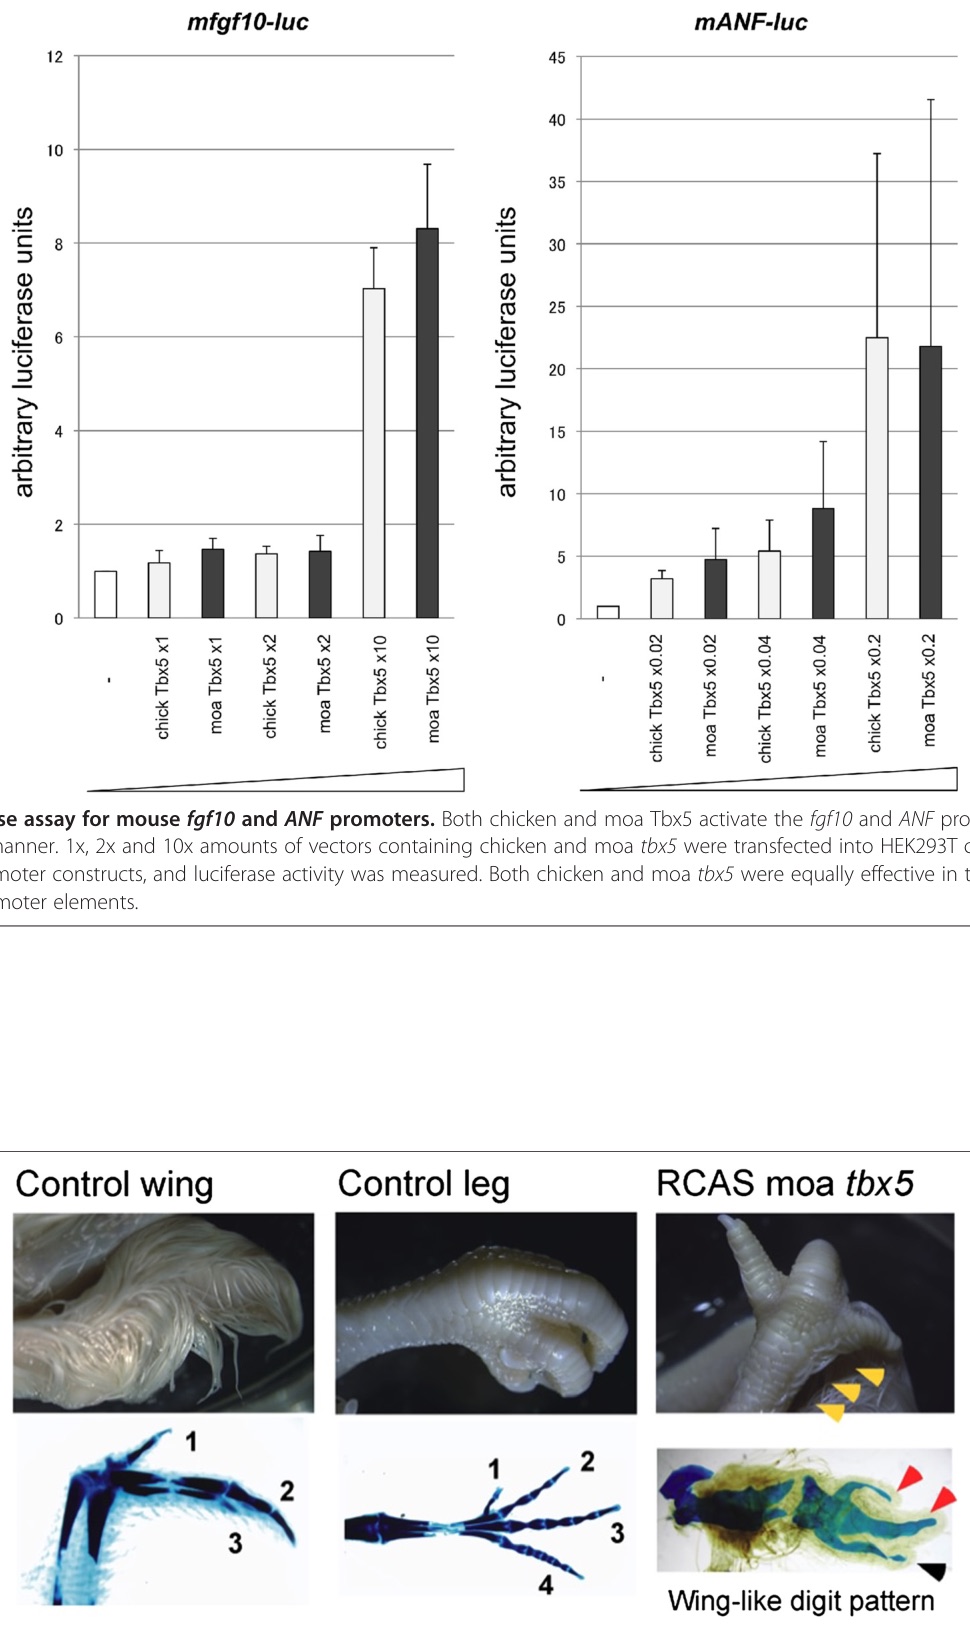 mfgf10-luc
12
10
8
6
4
2
0
arbitrary luciferase units
-
chick Tbx5 x1
moa Tbx5 x1
chick Tbx5 x2
moa Tbx5 x2
chick Tbx5 x10
moa Tbx5 x10
mANF-luc
45
40
35
30
25
20
15
10
5
0
arbitrary luciferase units
-
chick Tbx5 x0.02
moa Tbx5 x0.02
chick Tbx5 x0.04
moa Tbx5 x0.04
chick Tbx5 x0.2
moa Tbx5 x0.2
se assay for mouse fgf10 and ANF promoters. Both chicken and moa Tbx5 activate the fgf10 and ANF pro
manner. 1x, 2x and 10x amounts of vectors containing chicken and moa tbx5 were transfected into HEK293T
moter constructs, and luciferase activity was measured. Both chicken and moa tbx5 were equally effective in t
moter elements.
Control wing
Control leg
RCAS moa tbx5
1
2
3
1
2
3
4
Wing-like digit pattern